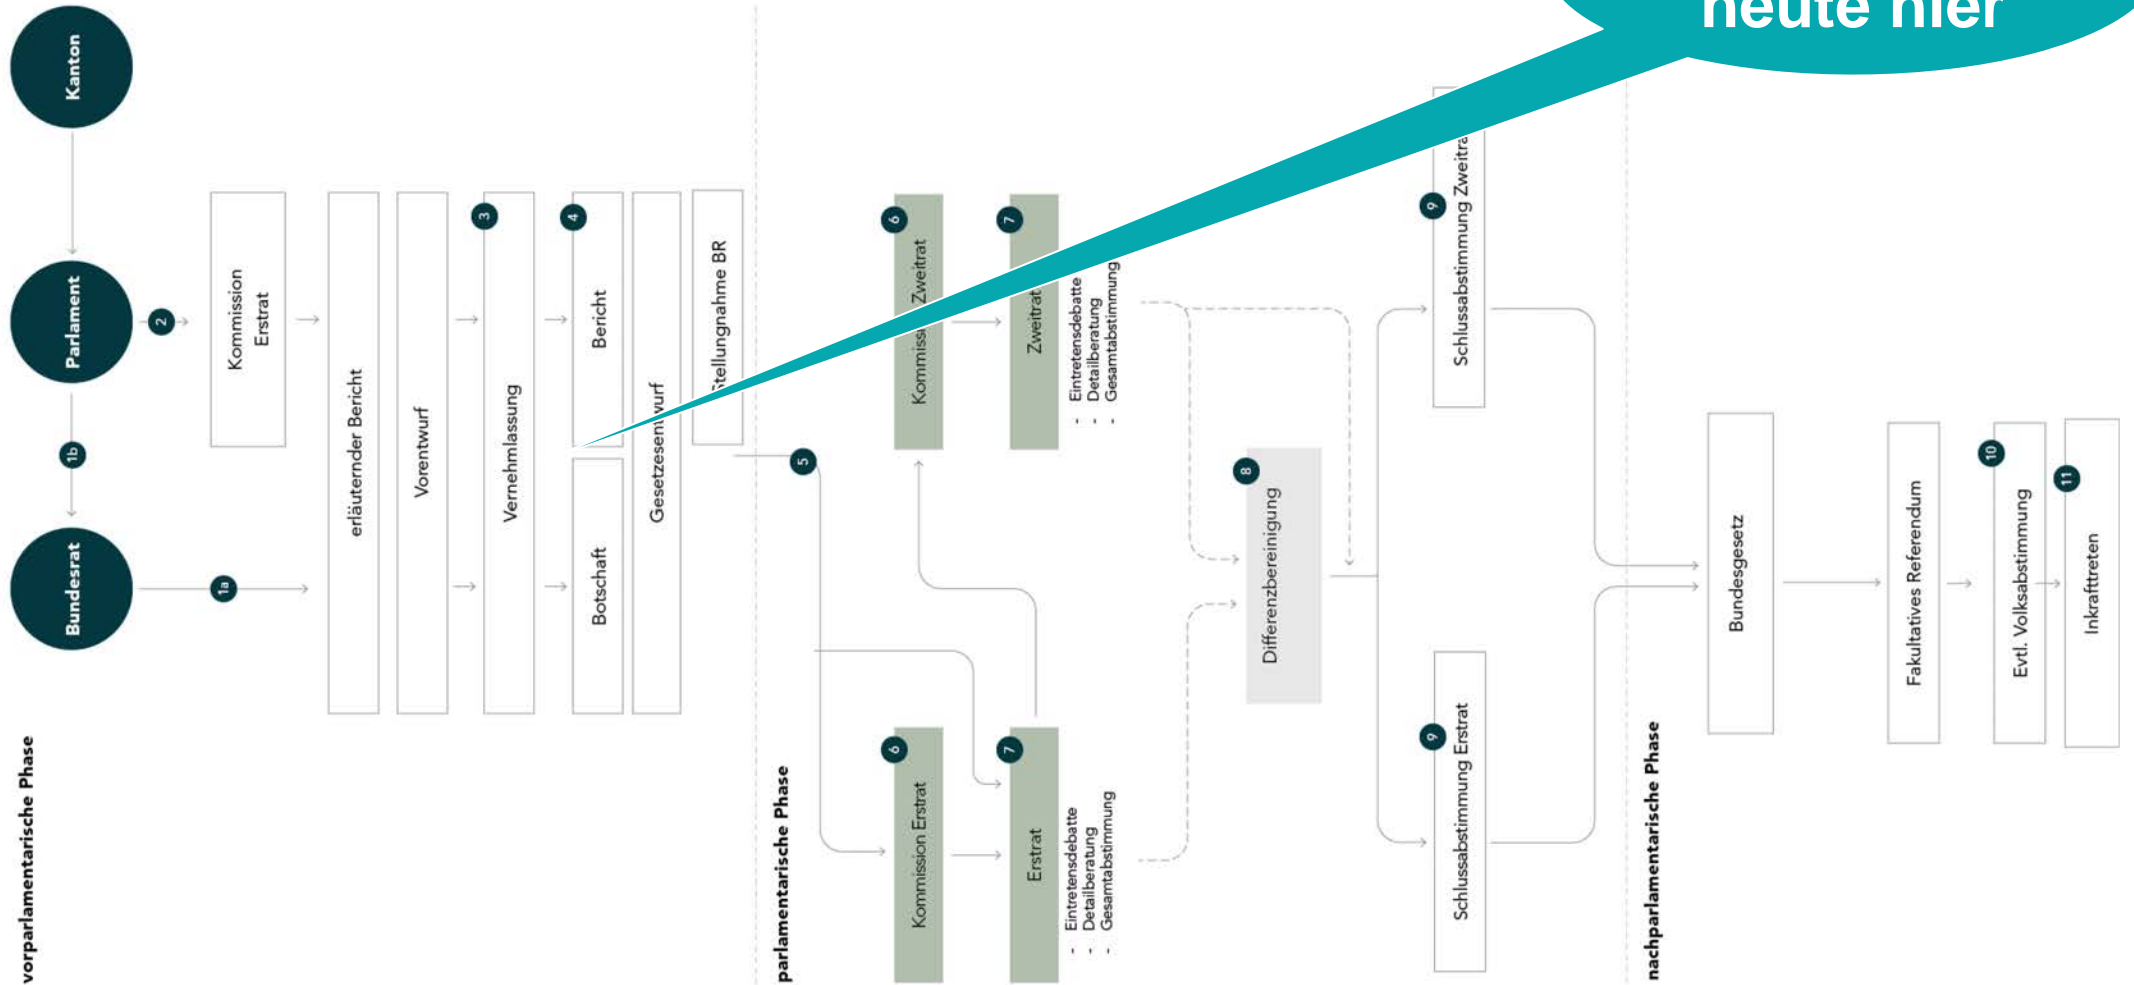 heute hier
vorparlamentarische Phase
Bundesrat
Parlament
Kanton
1b
1a
2
Kommission
Erstrat
erläuternder Bericht
Vorentwurf
3
Vernehmlassung
4
Botschaft
Bericht
Gesetzesentwurf
Stellungnahme BR
5
parlamentarische Phase
6
Kommission Erstrat
6
Kommission Zweitrat
7
Erstrat
- Eintretensdebatte
- Detailberatung
- Gesamtabstimmung
7
Zweitrat
- Eintretensdebatte
- Detailberatung
- Gesamtabstimmung
8
Differenzbereinigung
9
Schlussabstimmung Erstrat
9
Schlussabstimmung Zweitra
nachparlamentarische Phase
Bundesgesetz
Fakultatives Referendum
10
Evtl. Volksabstimmung
11
Inkrafttreten